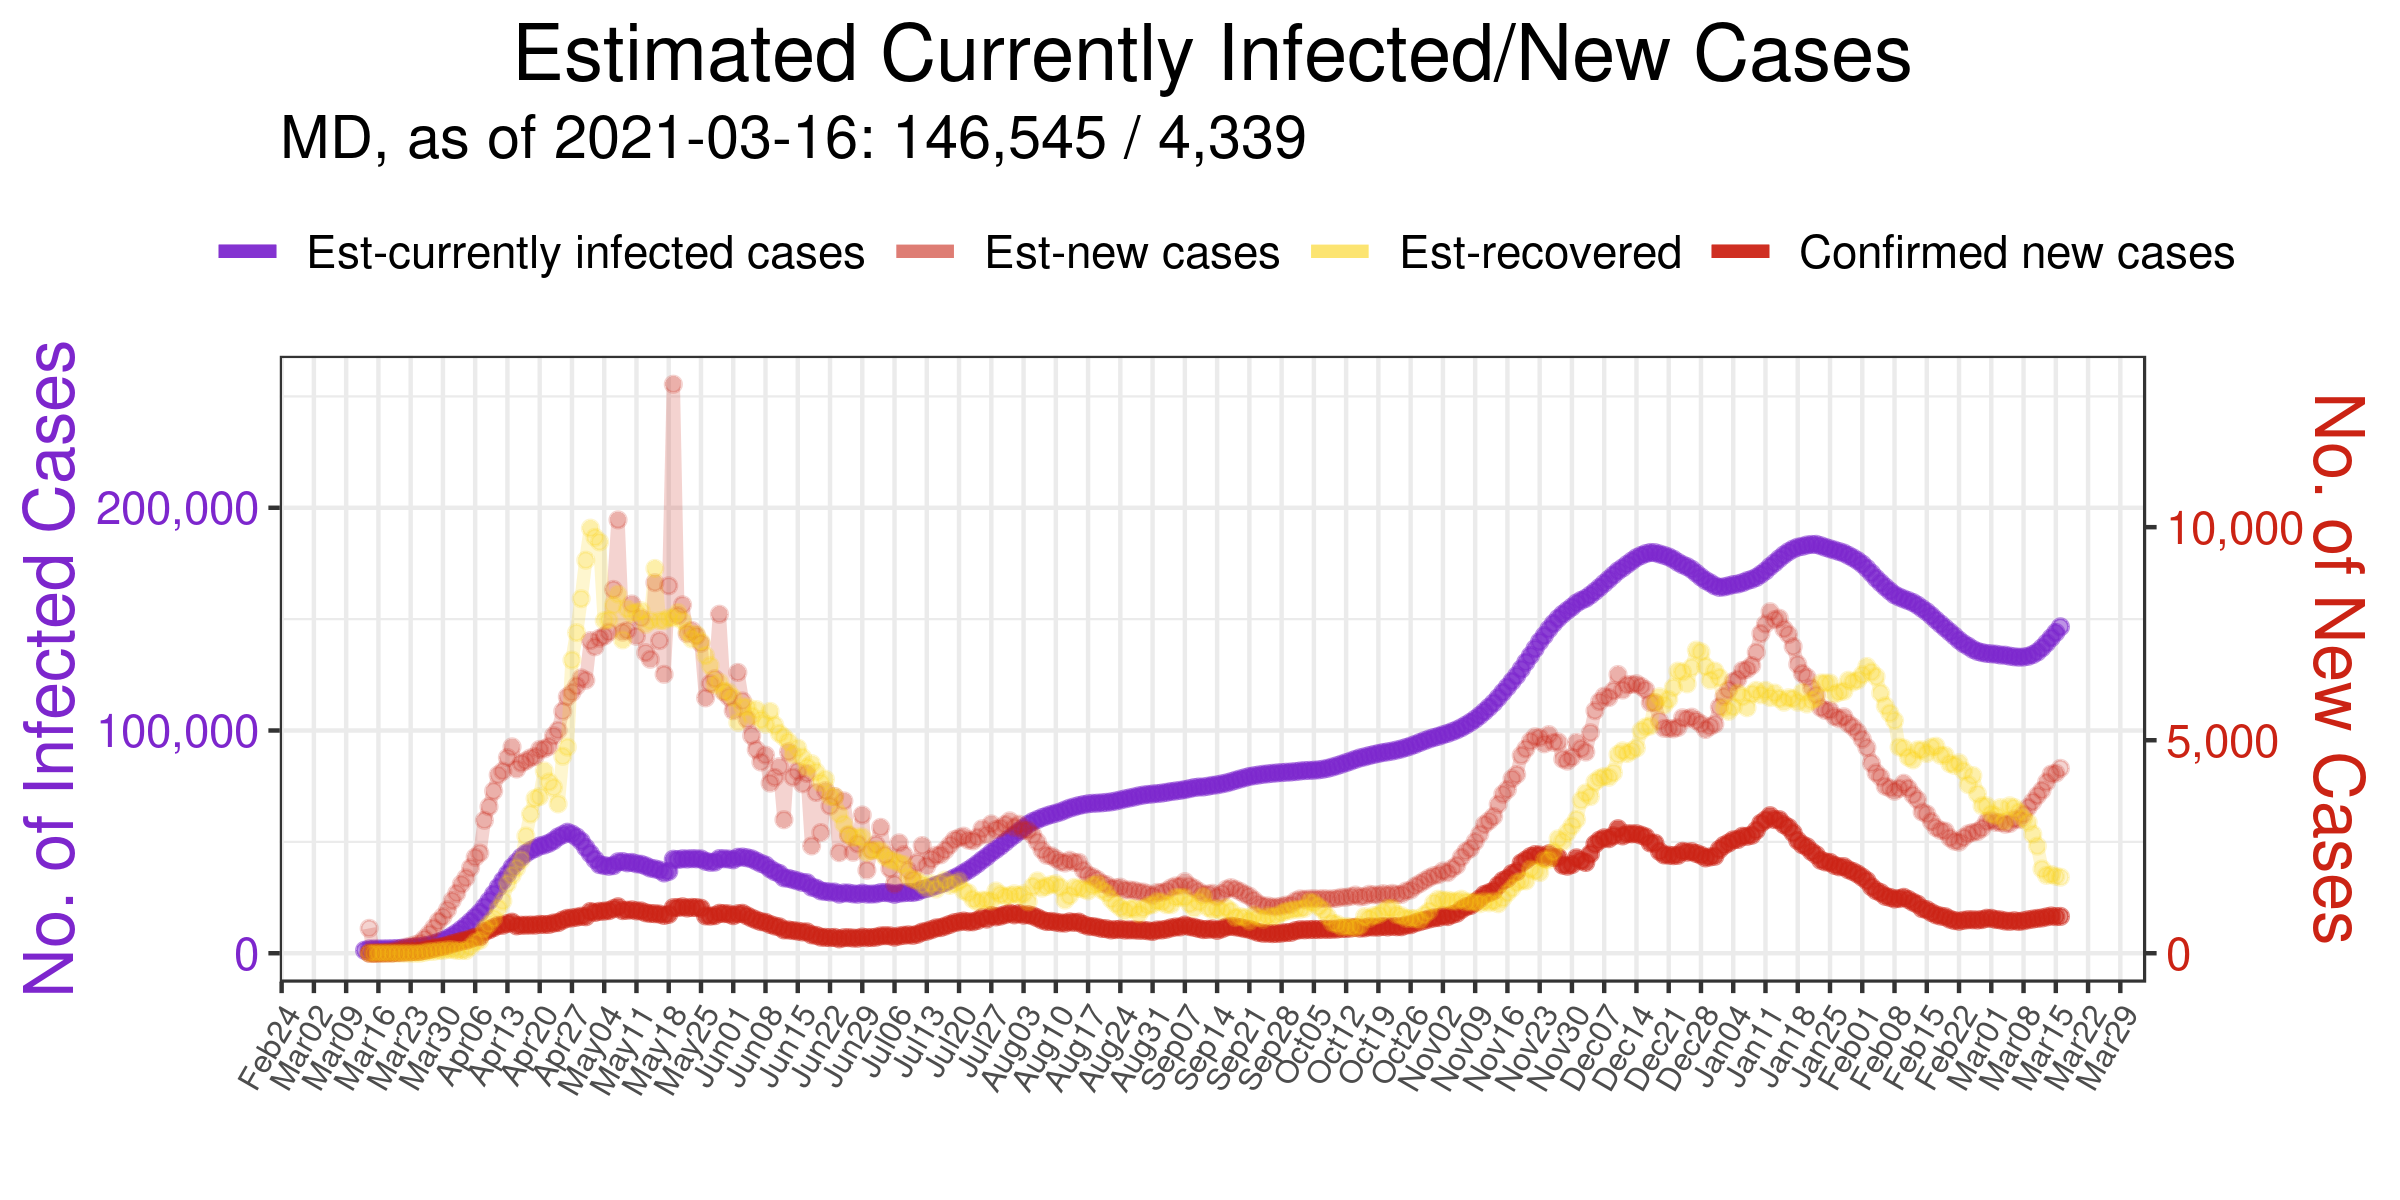 Estimated Currently Infected/New Cases
MD, as of 2021-03-16: 146,545 / 4,339
Est-currently infected cases Est-new cases Est-recovered Confirmed new cases
No. of Infected Cases
200,000
100,000
0
10,000
5,000
0
No. of New Cases
Feb24 Mar02 Mar09 Mar16 Mar23 Mar30 Apr06 Apr13 Apr20 Apr27 May04 May11 May18 May25 Jun01 Jun08 Jun15 Jun22 Jun29 Jul06 Jul13 Jul20 Jul27 Aug03 Aug10 Aug17 Aug24 Aug31 Sep07 Sep14 Sep21 Sep28 Oct05 Oct12 Oct19 Oct26 Nov02 Nov09 Nov16 Nov23 Nov30 Dec07 Dec14 Dec21 Dec28 Jan04 Jan11 Jan18 Jan25 Feb01 Feb08 Feb15 Feb22 Mar01 Mar08 Mar15 Mar22 Mar29